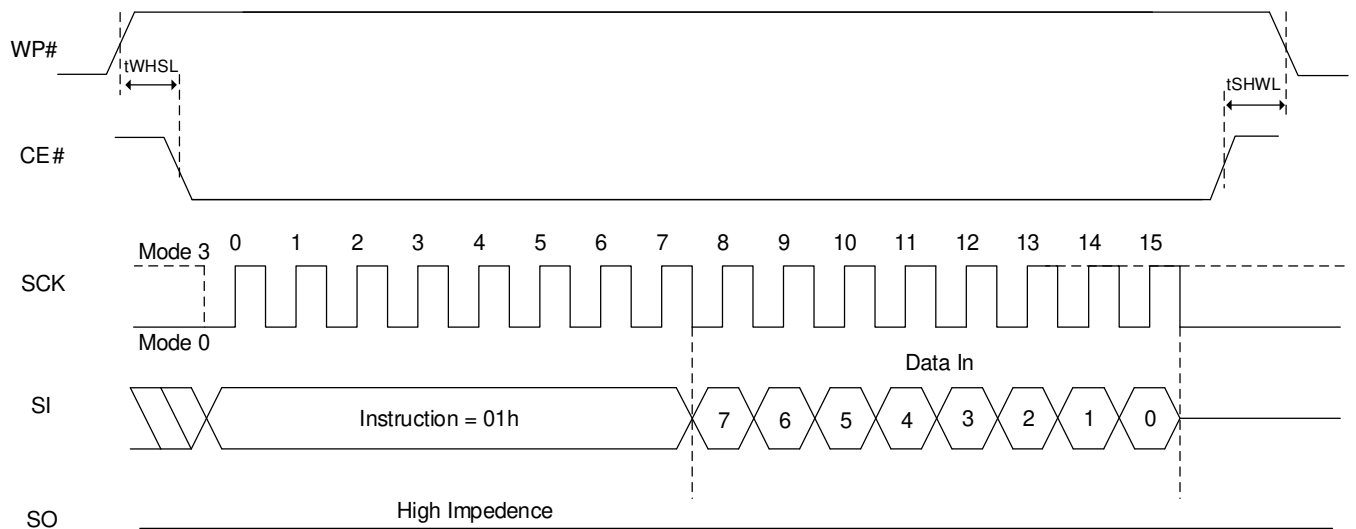 WP#
tWHSL
tSHWL
CE#
Mode 3
0 1 2 3 4 5 6 7 8 9 10 11 12 13 14 15
SCK
Mode 0
Data In
SI
Instruction = 01h
7 6 5 4 3 2 1 0
SO
High Impedence